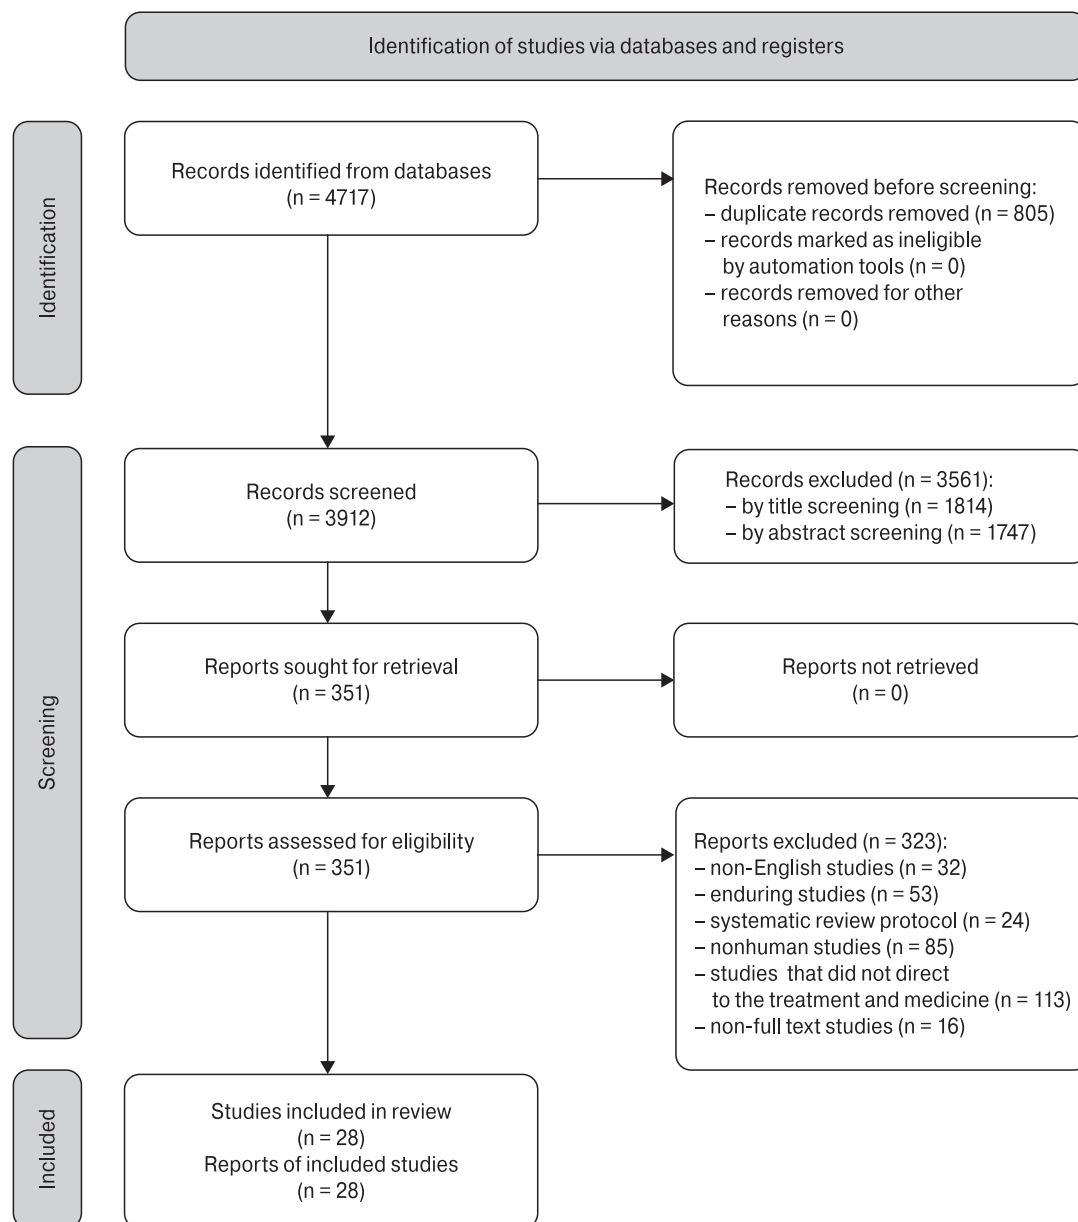 Identification of studies via databases and registers
Identification
Records identified from databases
(n = 4717)
Records removed before screening:
– duplicate records removed (n = 805)
– records marked as ineligible
by automation tools (n = 0)
– records removed for other
reasons (n = 0)
Screening
Records screened
(n = 3912)
Records excluded (n = 3561):
– by title screening (n = 1814)
– by abstract screening (n = 1747)
Reports sought for retrieval
(n = 351)
Reports not retrieved
(n = 0)
Reports assessed for eligibility
(n = 351)
Reports excluded (n = 323):
– non-English studies (n = 32)
– enduring studies (n = 53)
– systematic review protocol (n = 24)
– nonhuman studies (n = 85)
– studies that did not direct
to the treatment and medicine (n = 113)
– non-full text studies (n = 16)
Included
Studies included in review
(n = 28)
Reports of included studies
(n = 28)